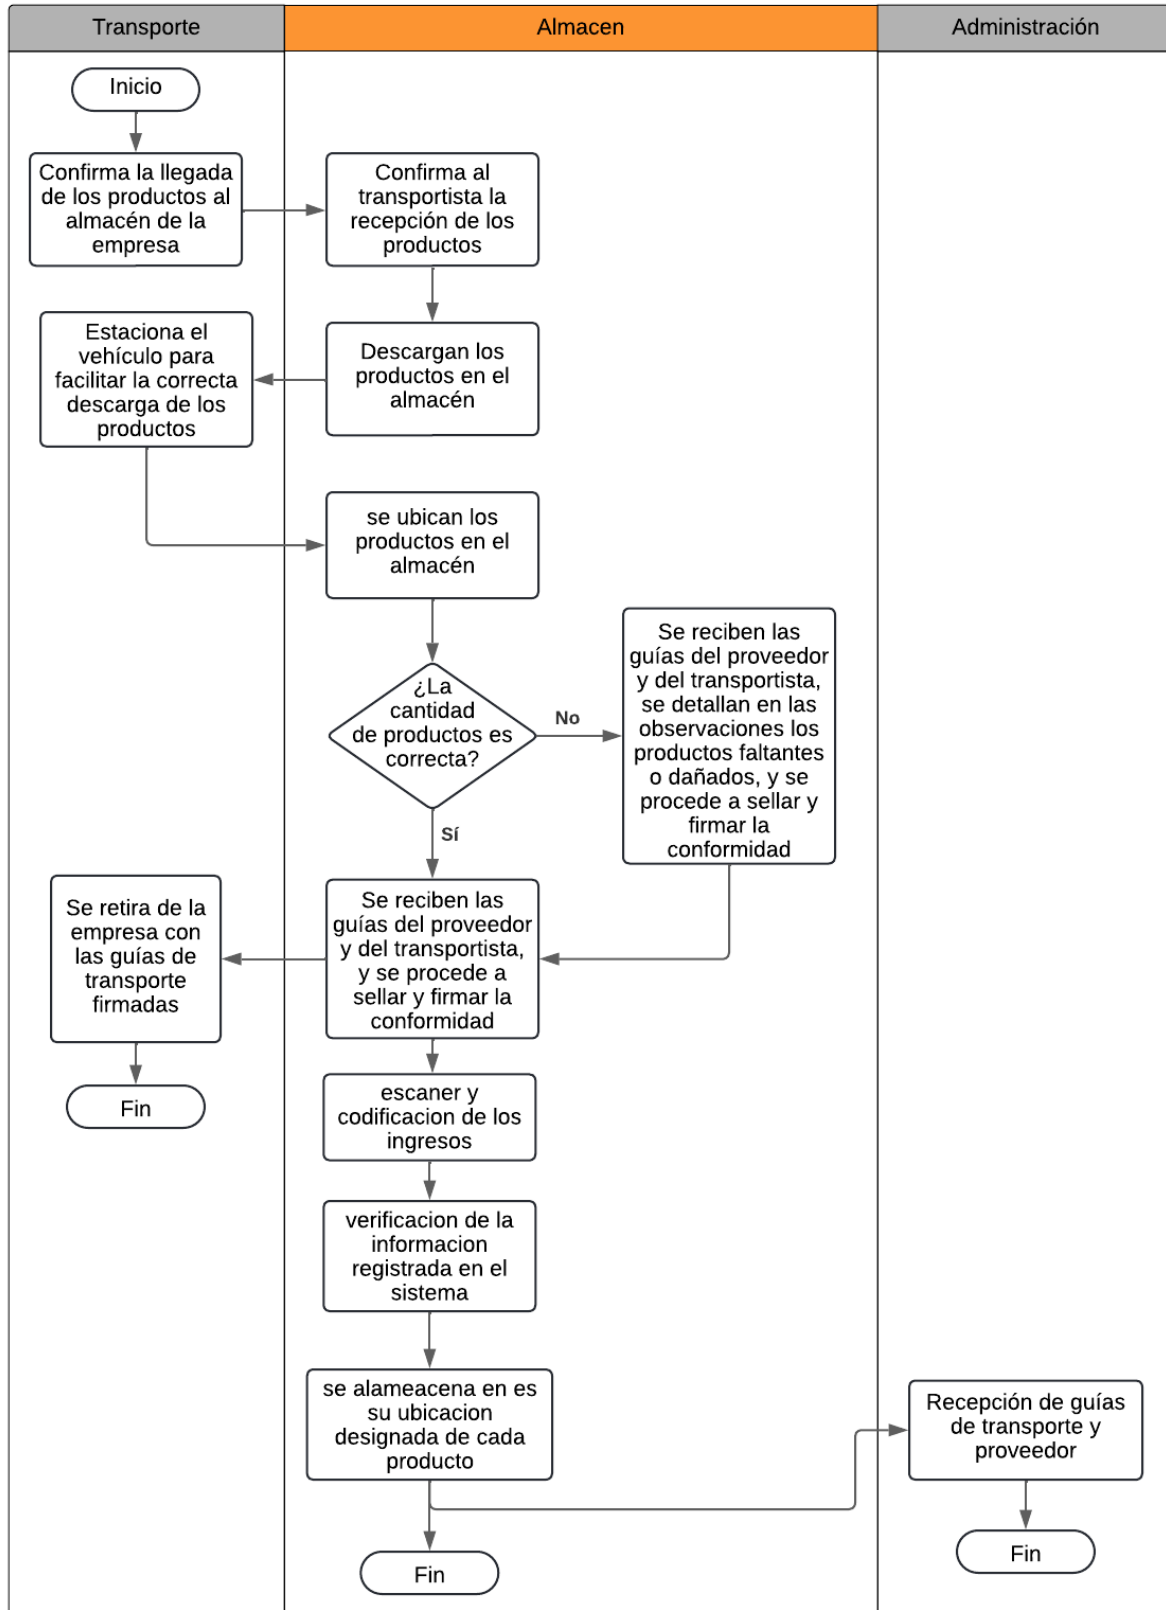 Transporte
Almacen
Administración
Inicio
Confirma la llegada
de los productos al
almacén de la
empresa
Confirma al
transportista la
recepción de los
productos
Estaciona el
vehículo para
facilitar la correcta
descarga de los
productos
Descargan los
productos en el
almacén
se ubican los
productos en el
almacén
¿La
cantidad
de productos es
correcta?
No
Sí
Se reciben las
guías del proveedor
y del transportista,
se detallan en las
observaciones los
productos faltantes
o dañados, y se
procede a sellar y
firmar la
conformidad
Se retira de la
empresa con
las guías de
transporte
firmadas
Se reciben las
guías del proveedor
y del transportista,
y se procede a
sellar y firmar la
conformidad
Fin
escaner y
codificacion de los
ingresos
verificacion de la
informacion
registrada en el
sistema
se alameacena en es
su ubicacion
designada de cada
producto
Recepción de guías
de transporte y
proveedor
Fin
Fin